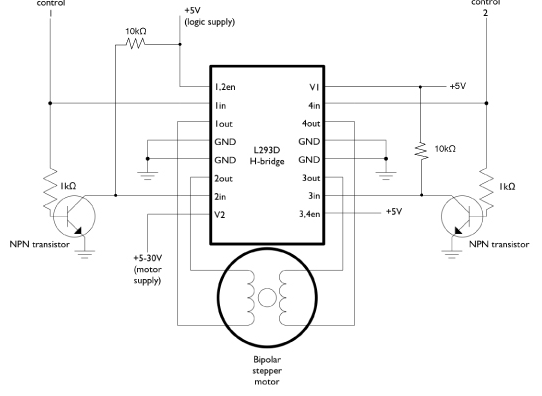 control
1
control
2
+5V
(logic supply)
10kΩ
1,2en
1in
1out
GND
GND
2out
2in
V2
L293D
H-bridge
V1
4in
4out
GND
GND
3out
3in
3,4en
+5V
10kΩ
+5V
1kΩ
1kΩ
NPN transistor
NPN transistor
+5-30V
(motor
supply)
Bipolar
stepper
motor